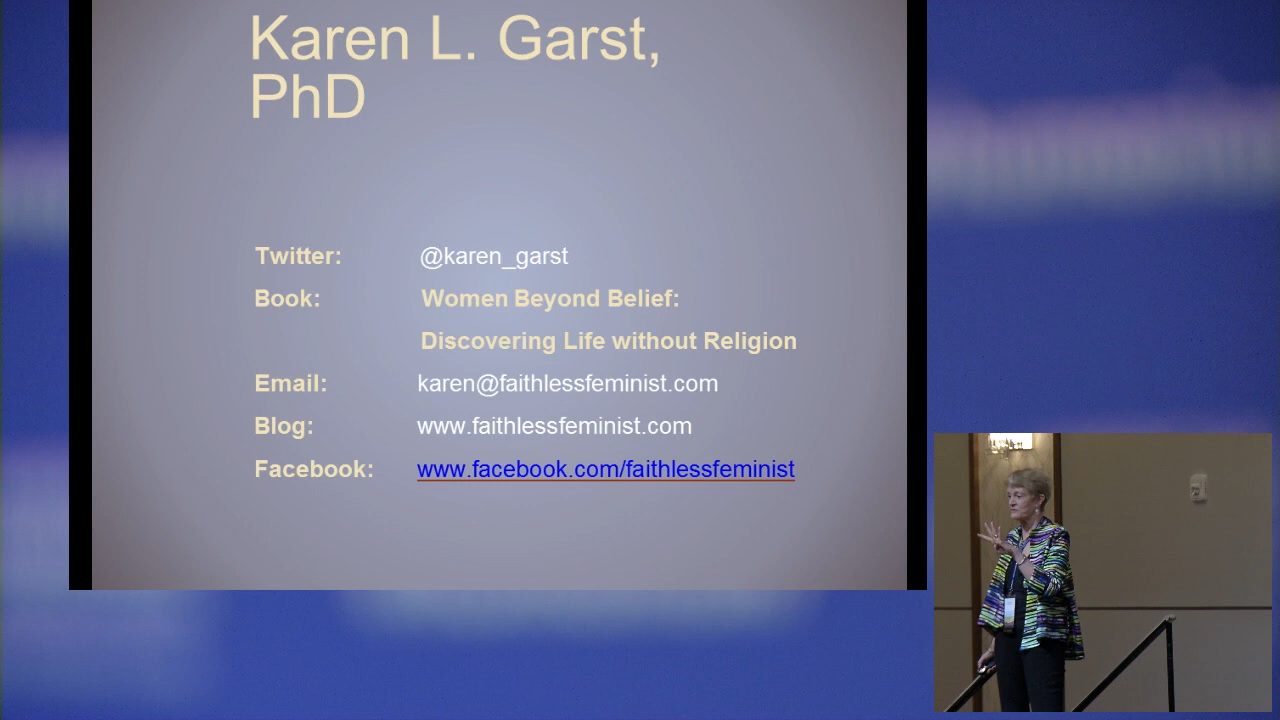 Karen L. Garst,
PhD
Twitter: @karen_garst
Book: Women Beyond Belief:
Discovering Life without Religion
Email: karen@faithlessfeminist.com
Blog: www.faithlessfeminist.com
Facebook: www.facebook.com/faithlessfeminist